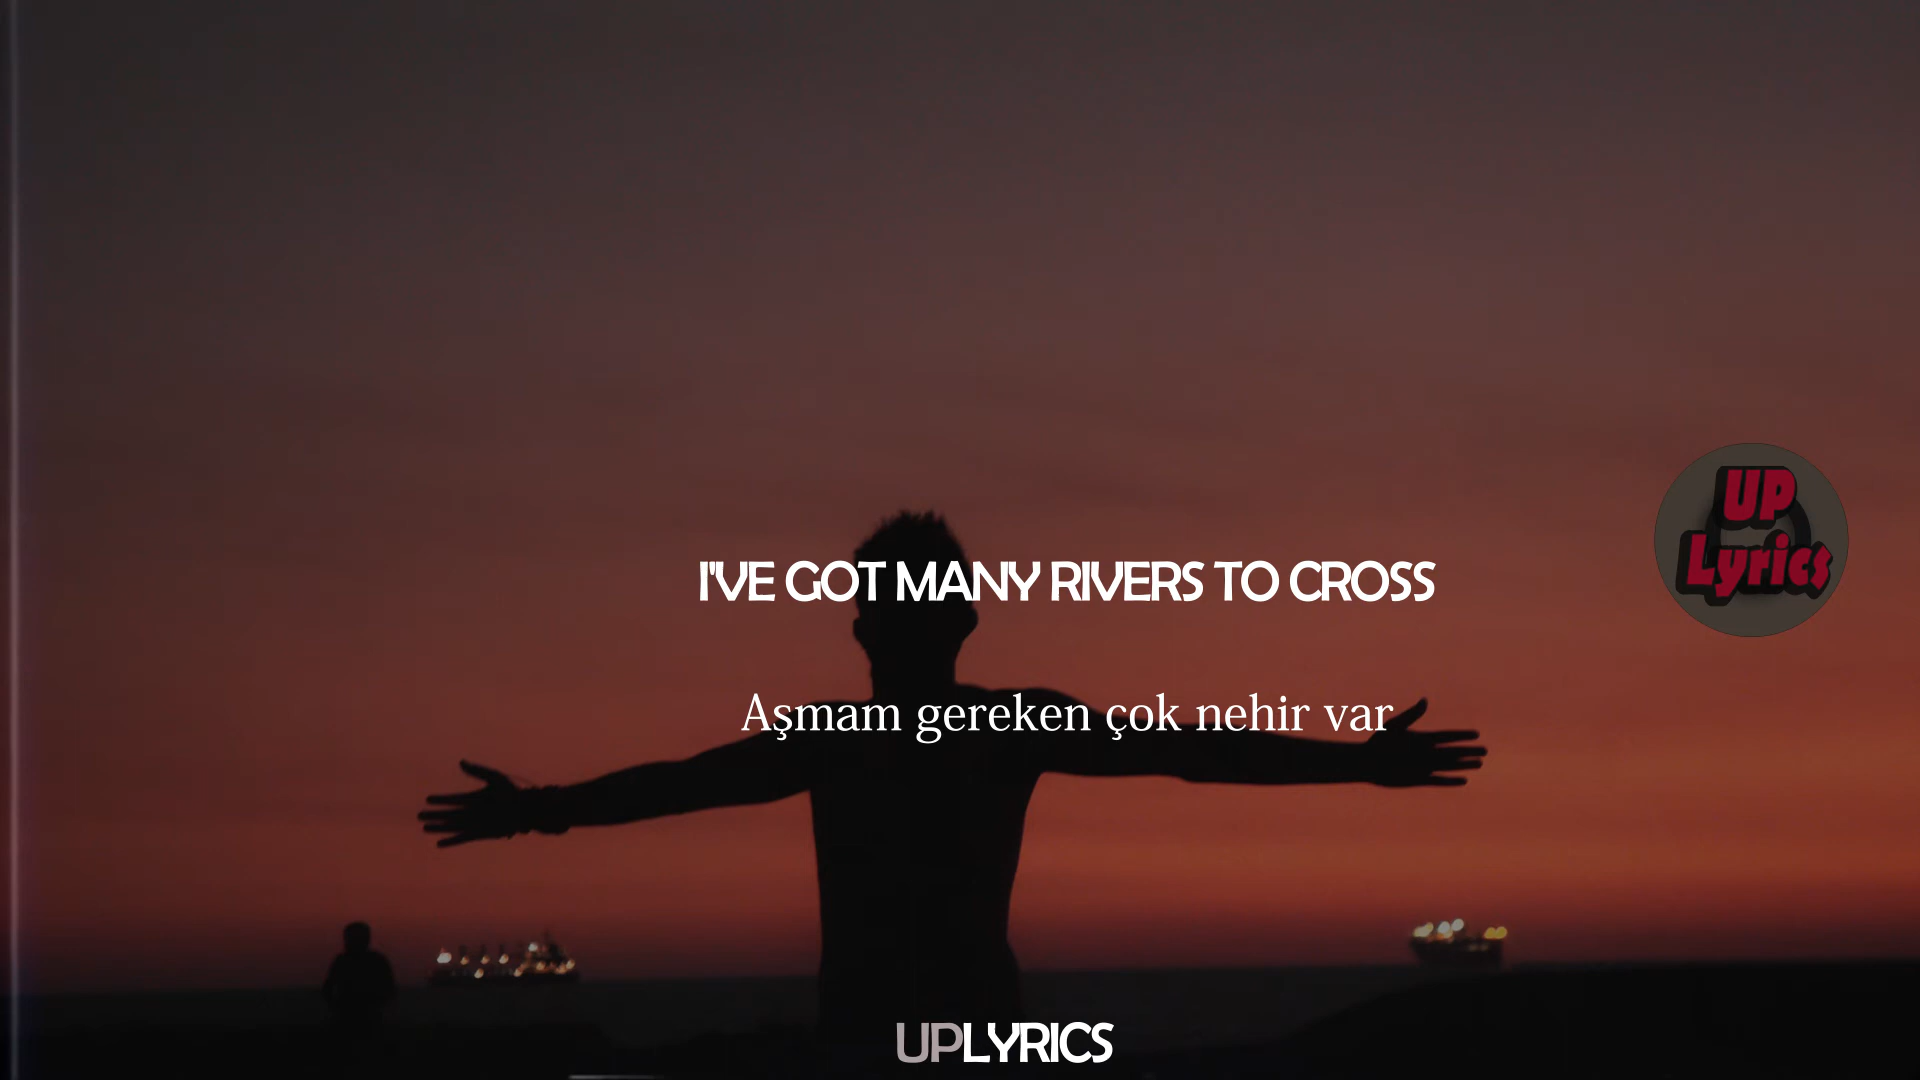 I'VE GOT MANY RIVERS TO CROSS
UP
Lyrics
Aşmam gereken çok nehir var
UPLYRICS